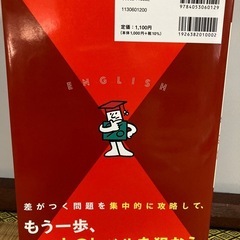 9784053060129
1130601200
定価：1,100円
(本体1,000円+税10%)
1926382010002
ENGLISH
差がつく問題を集中的に攻略して、
もう一歩、